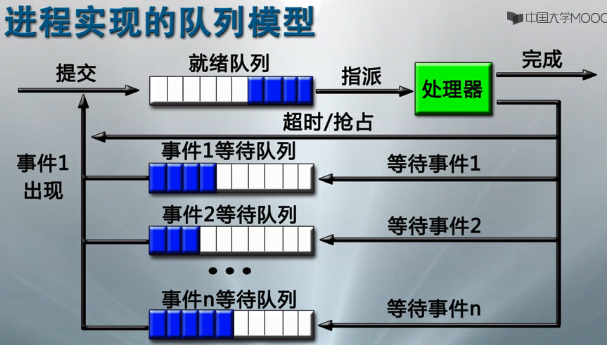 进程实现的队列模型
中国大学MOOC
提交
就绪队列
指派
处理器
完成
超时/抢占
事件1
出现
事件1等待队列
等待事件1
事件2等待队列
等待事件2
•••
事件n等待队列
等待事件n